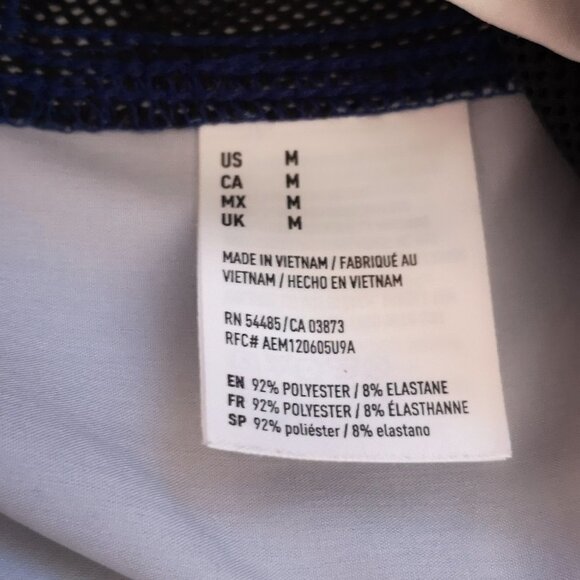 US M
CA M
MX M
UK M
MADE IN VIETNAM / FABRIQUÉ AU
VIETNAM / HECHO EN VIETNAM
RN 54485/CA 03873
RFC# AEM120605U9A
EN 92% POLYESTER / 8% ELASTANE
FR 92% POLYESTER / 8% ÉLASTHANNE
SP 92% poliéster / 8% elastano